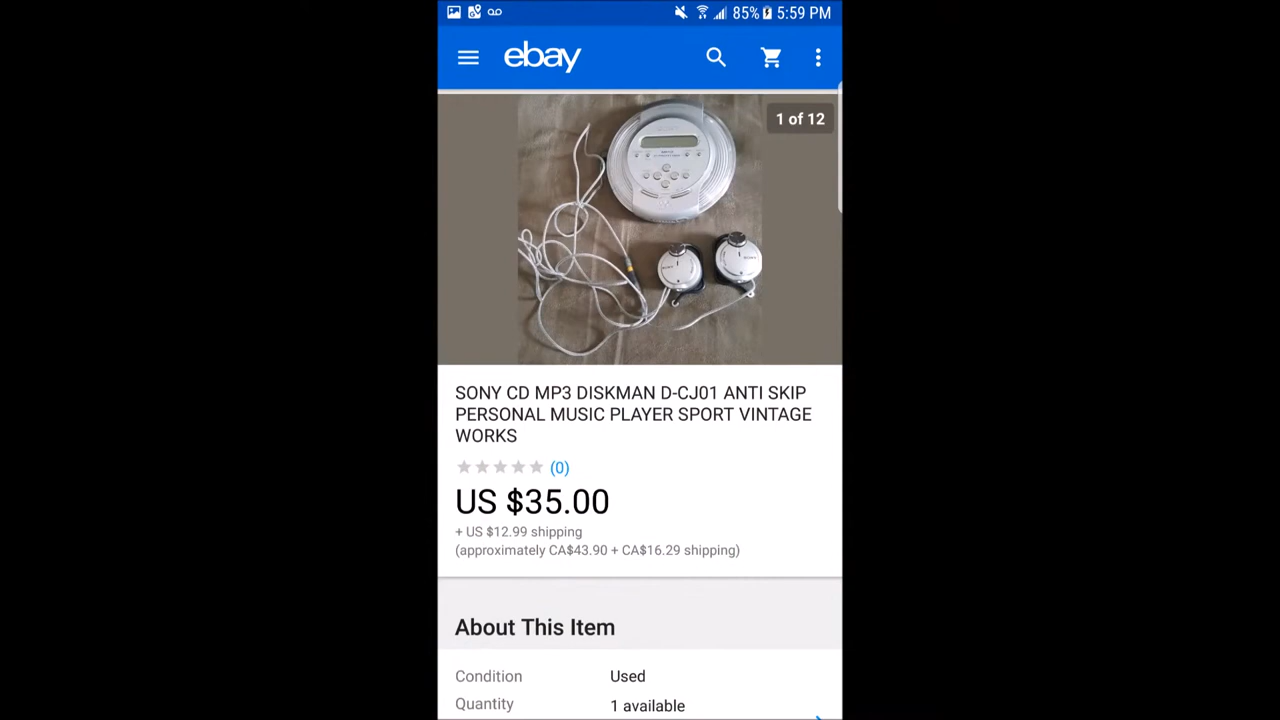 85% 5:59 PM
ebay
1 of 12
SONY CD MP3 DISKMAN D-CJ01 ANTI SKIP
PERSONAL MUSIC PLAYER SPORT VINTAGE
WORKS
(0)
US $35.00
+ US $12.99 shipping
(approximately CA$43.90 + CA$16.29 shipping)
About This Item
Condition Used
Quantity 1 available